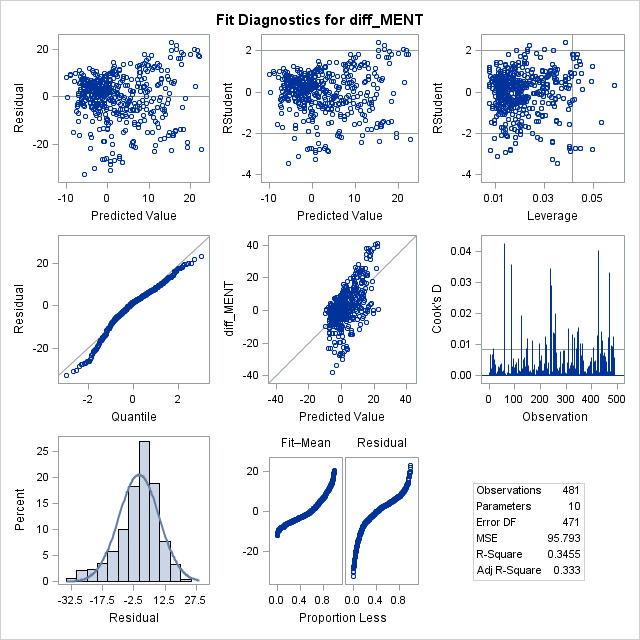 Fit Diagnostics for diff_MENT
20
0
-20
Residual
-10 0 10 20
Predicted Value
2
0
-2
-4
RStudent
-10 0 10 20
Predicted Value
2
0
-2
-4
RStudent
0.01 0.03 0.05
Leverage
20
0
-20
Residual
-2 0 2
Quantile
40
20
0
-20
-40
diff_MENT
-40 -20 0 20 40
Predicted Value
0.04
0.03
0.02
0.01
0.00
Cook's D
0 100 200 300 400 500
Observation
25
20
15
10
5
0
Percent
-32.5 -17.5 -2.5 12.5 27.5
Residual
Fit–Mean Residual
20
0
-20
0.0 0.4 0.8 0.0 0.4 0.8
Proportion Less
Observations 481
Parameters 10
Error DF 471
MSE 95.793
R-Square 0.3455
Adj R-Square 0.333